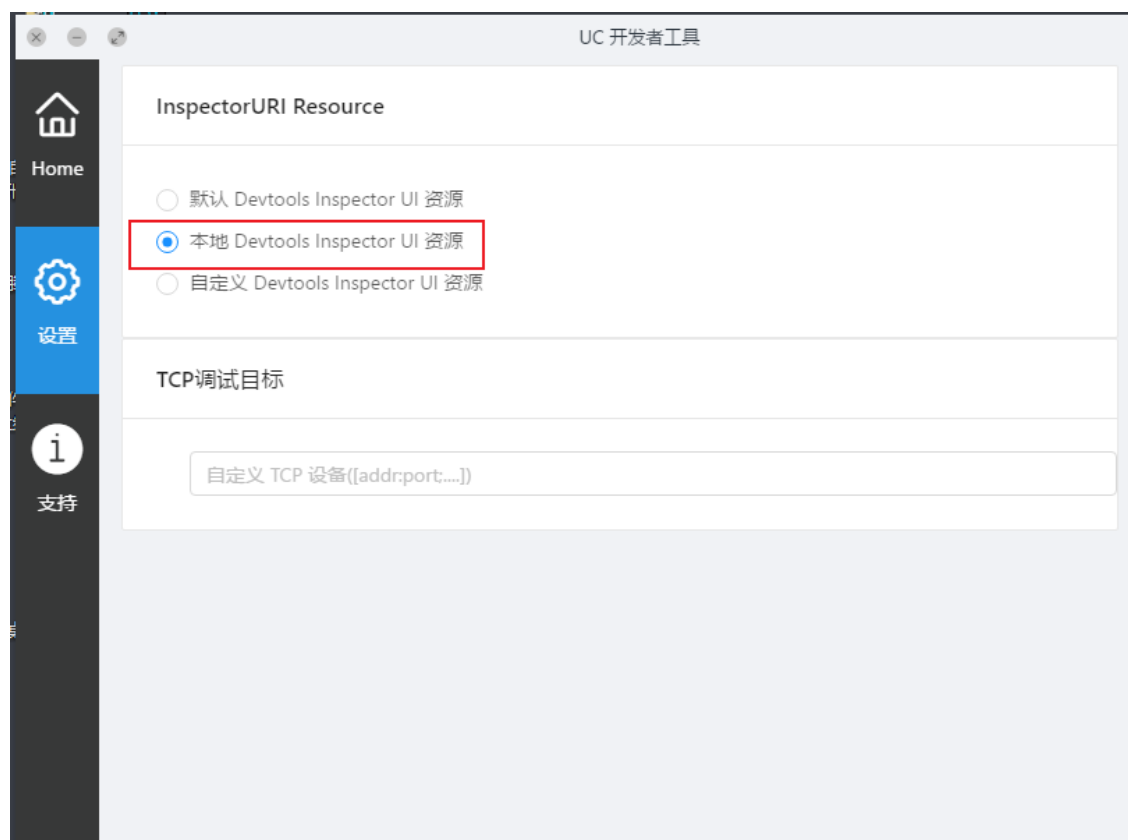 UC 开发者工具
Home
设置
支持
InspectorURI Resource
默认 Devtools Inspector UI 资源
本地 Devtools Inspector UI 资源
自定义 Devtools Inspector UI 资源
TCP调试目标
自定义 TCP 设备([addr:port;....])